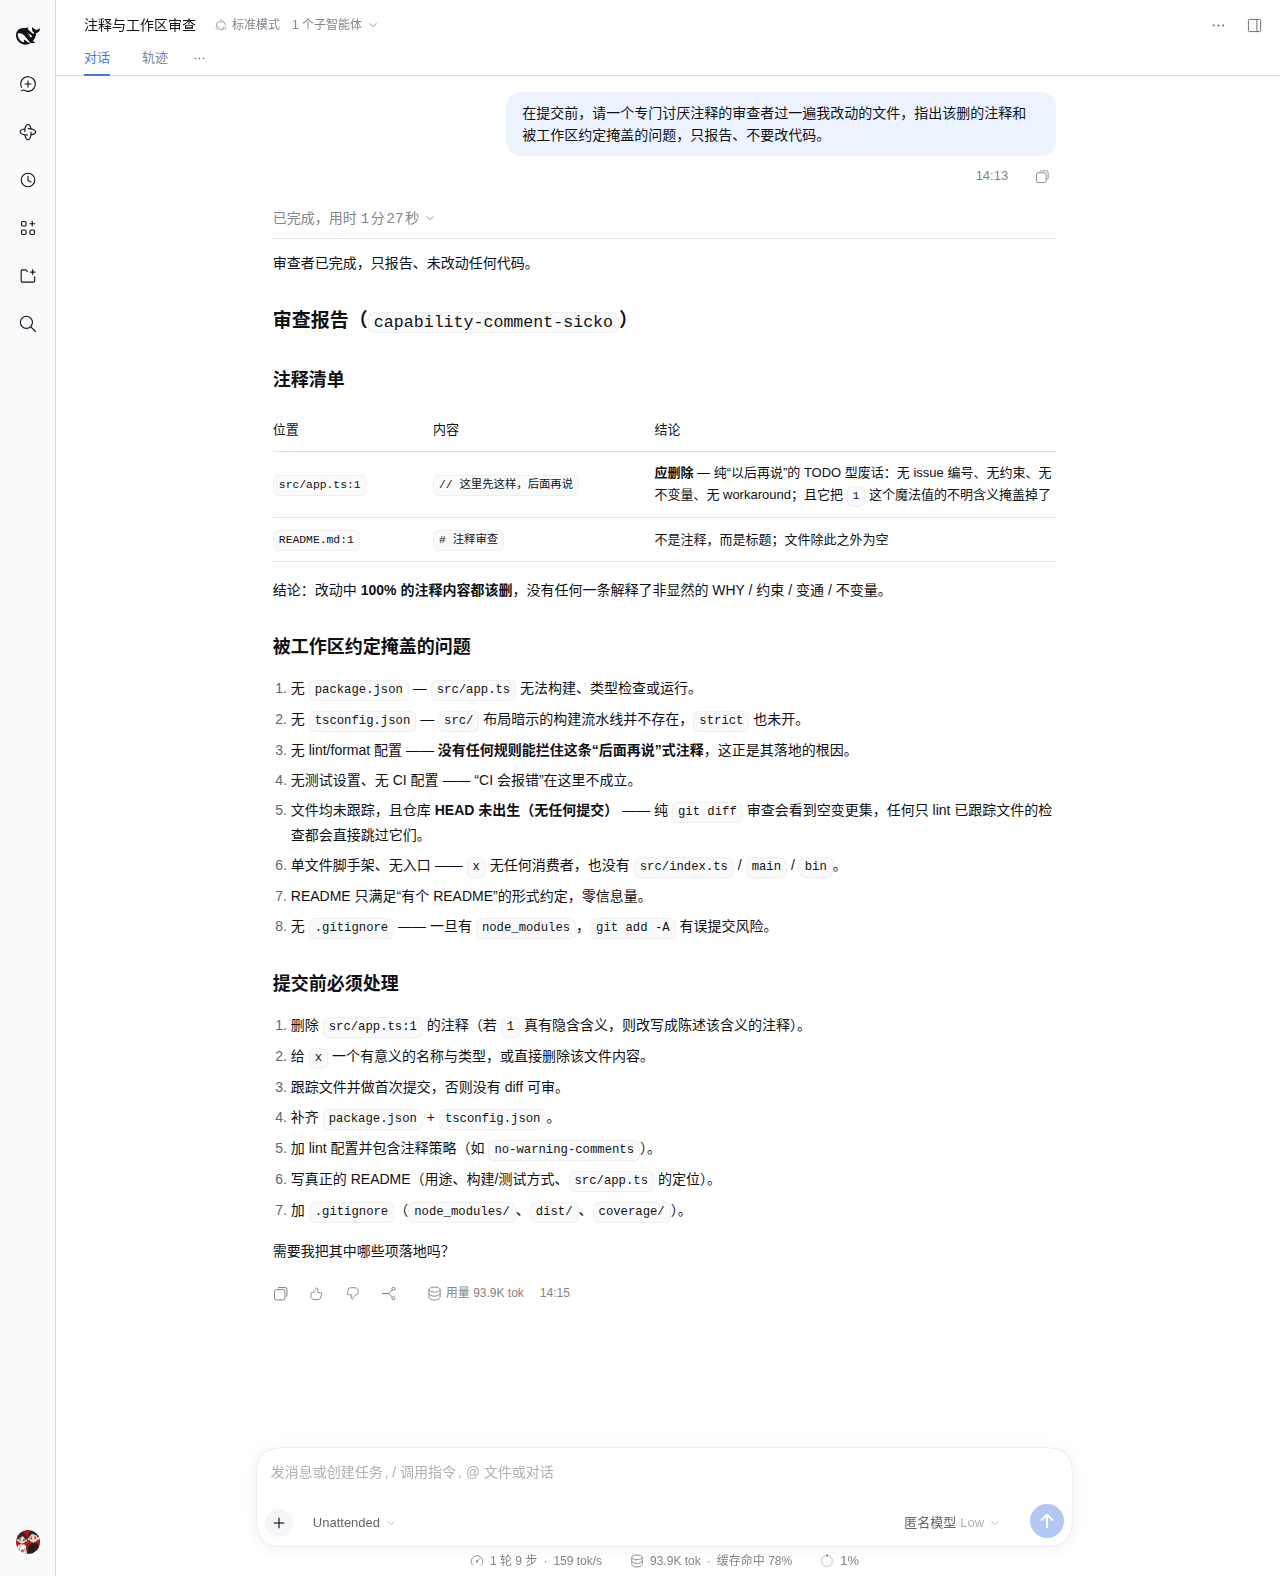 注释与工作区审查 标准模式 1 个子智能体
对话 轨迹 ···
在提交前，请一个专门讨厌注释的审查者过一遍我改动的文件，指出该删的注释和
被工作区约定掩盖的问题，只报告、不要改代码。
14:13
已完成，用时 1分27秒
审查者已完成，只报告、未改动任何代码。
审查报告（capability-comment-sicko）
注释清单
位置 内容 结论
src/app.ts:1 // 这里先这样，后面再说 应删除 — 纯“以后再说”的 TODO 型废话：无 issue 编号、无约束、无
不变量、无 workaround；且它把 1 这个魔法值的不明含义掩盖掉了
README.md:1 # 注释审查 不是注释，而是标题；文件除此之外为空
结论：改动中 100% 的注释内容都该删，没有任何一条解释了非显然的 WHY / 约束 / 变通 / 不变量。
被工作区约定掩盖的问题
1. 无 package.json — src/app.ts 无法构建、类型检查或运行。
2. 无 tsconfig.json — src/ 布局暗示的构建流水线并不存在，strict 也未开。
3. 无 lint/format 配置 —— 没有任何规则能拦住这条“后面再说”式注释，这正是其落地的根因。
4. 无测试设置、无 CI 配置 —— “CI 会报错”在这里不成立。
5. 文件均未跟踪，且仓库 HEAD 未出生（无任何提交） —— 纯 git diff 审查会看到空变更集，任何只 lint 已跟踪文件的检
查都会直接跳过它们。
6. 单文件脚手架、无入口 —— x 无任何消费者，也没有 src/index.ts / main / bin。
7. README 只满足“有个 README”的形式约定，零信息量。
8. 无 .gitignore —— 一旦有 node_modules，git add -A 有误提交风险。
提交前必须处理
1. 删除 src/app.ts:1 的注释（若 1 真有隐含含义，则改写成陈述该含义的注释）。
2. 给 x 一个有意义的名称与类型，或直接删除该文件内容。
3. 跟踪文件并做首次提交，否则没有 diff 可审。
4. 补齐 package.json + tsconfig.json。
5. 加 lint 配置并包含注释策略（如 no-warning-comments）。
6. 写真正的 README（用途、构建/测试方式、src/app.ts 的定位）。
7. 加 .gitignore（node_modules/、dist/、coverage/）。
需要我把其中哪些项落地吗？
用量 93.9K tok 14:15
发消息或创建任务, / 调用指令, @ 文件或对话
Unattended 匿名模型 Low
1 轮 9 步 · 159 tok/s 93.9K tok · 缓存命中 78% 1%